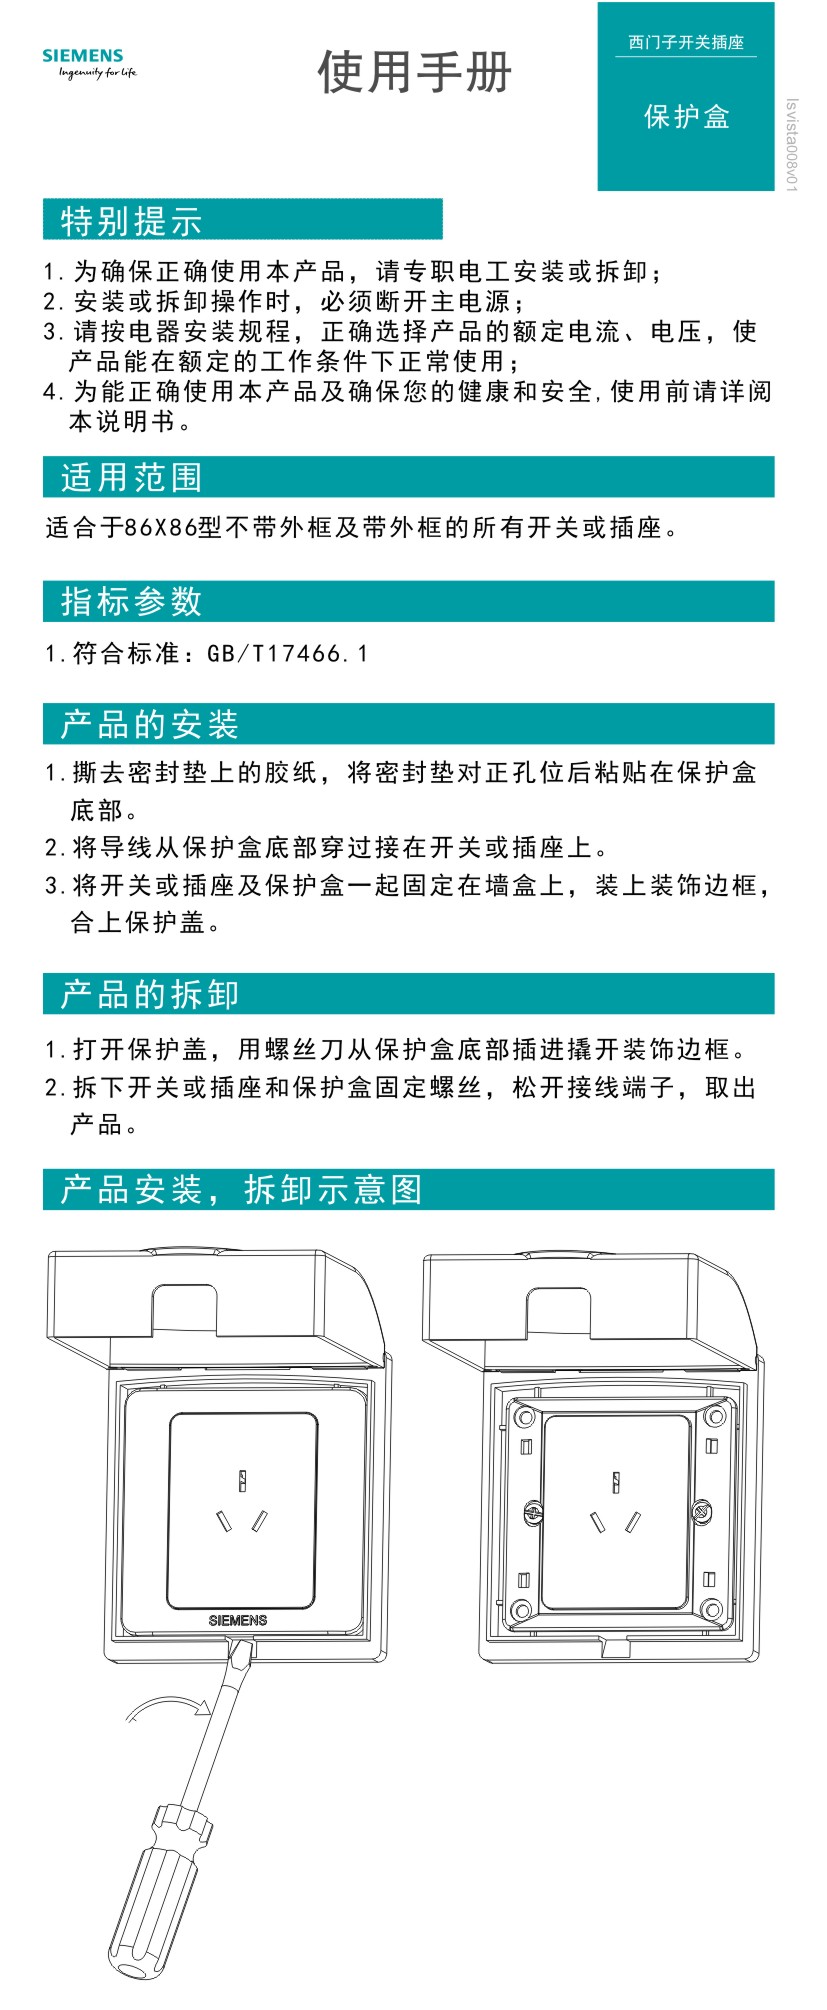 SIEMENS
Ingenuity for life
使用手册
西门子开关插座
保护盒
lsvista008v01
特别提示
1. 为确保正确使用本产品，请专职电工安装或拆卸；
2. 安装或拆卸操作时，必须断开主电源；
3. 请按电器安装规程，正确选择产品的额定电流、电压，使
产品能在额定的工作条件下正常使用；
4. 为能正确使用本产品及确保您的健康和安全, 使用前请详阅
本说明书。
适用范围
适合于86X86型不带外框及带外框的所有开关或插座。
指标参数
1. 符合标准：GB/T17466.1
产品的安装
1. 撕去密封垫上的胶纸，将密封垫对正孔位后粘贴在保护盒
底部。
2. 将导线从保护盒底部穿过接在开关或插座上。
3. 将开关或插座及保护盒一起固定在墙盒上，装上装饰边框，
合上保护盖。
产品的拆卸
1. 打开保护盖，用螺丝刀从保护盒底部插进撬开装饰边框。
2. 拆下开关或插座和保护盒固定螺丝，松开接线端子，取出
产品。
产品安装，拆卸示意图
SIEMENS